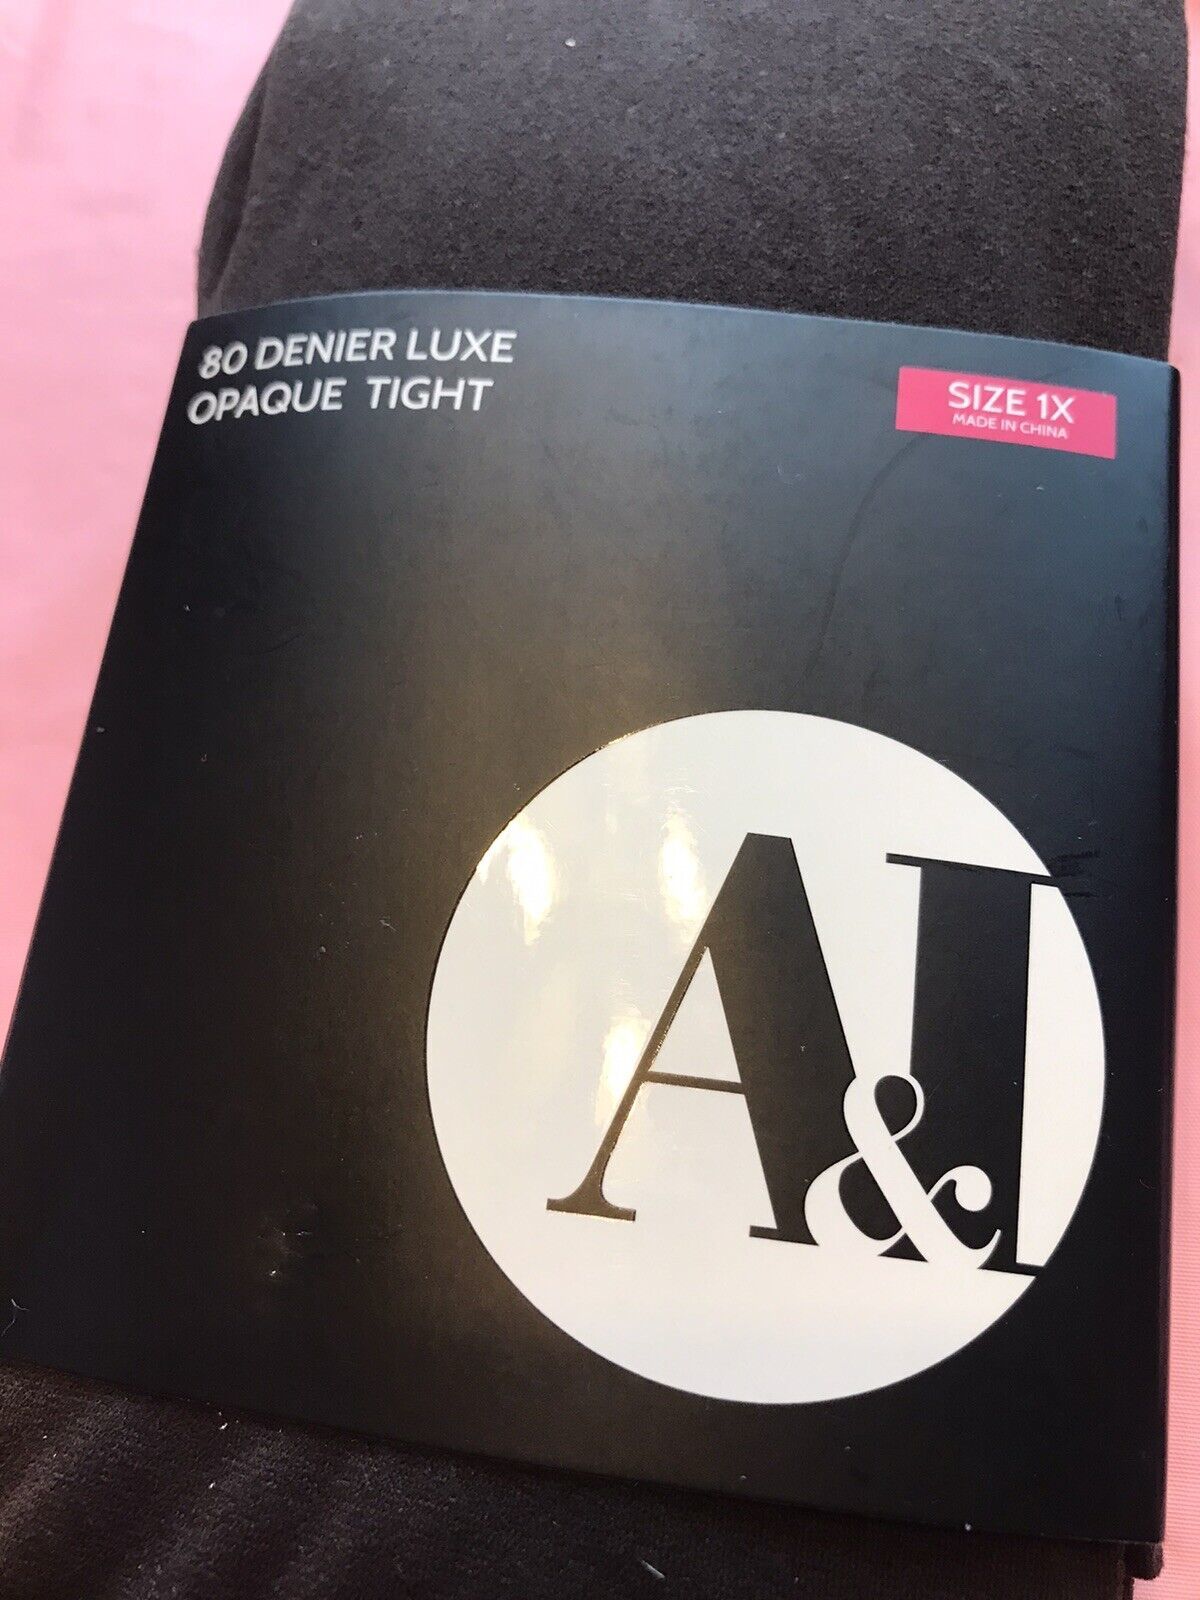 80 DENIER LUXE
OPAQUE TIGHT
SIZE 1X
MADE IN CHINA
A&I